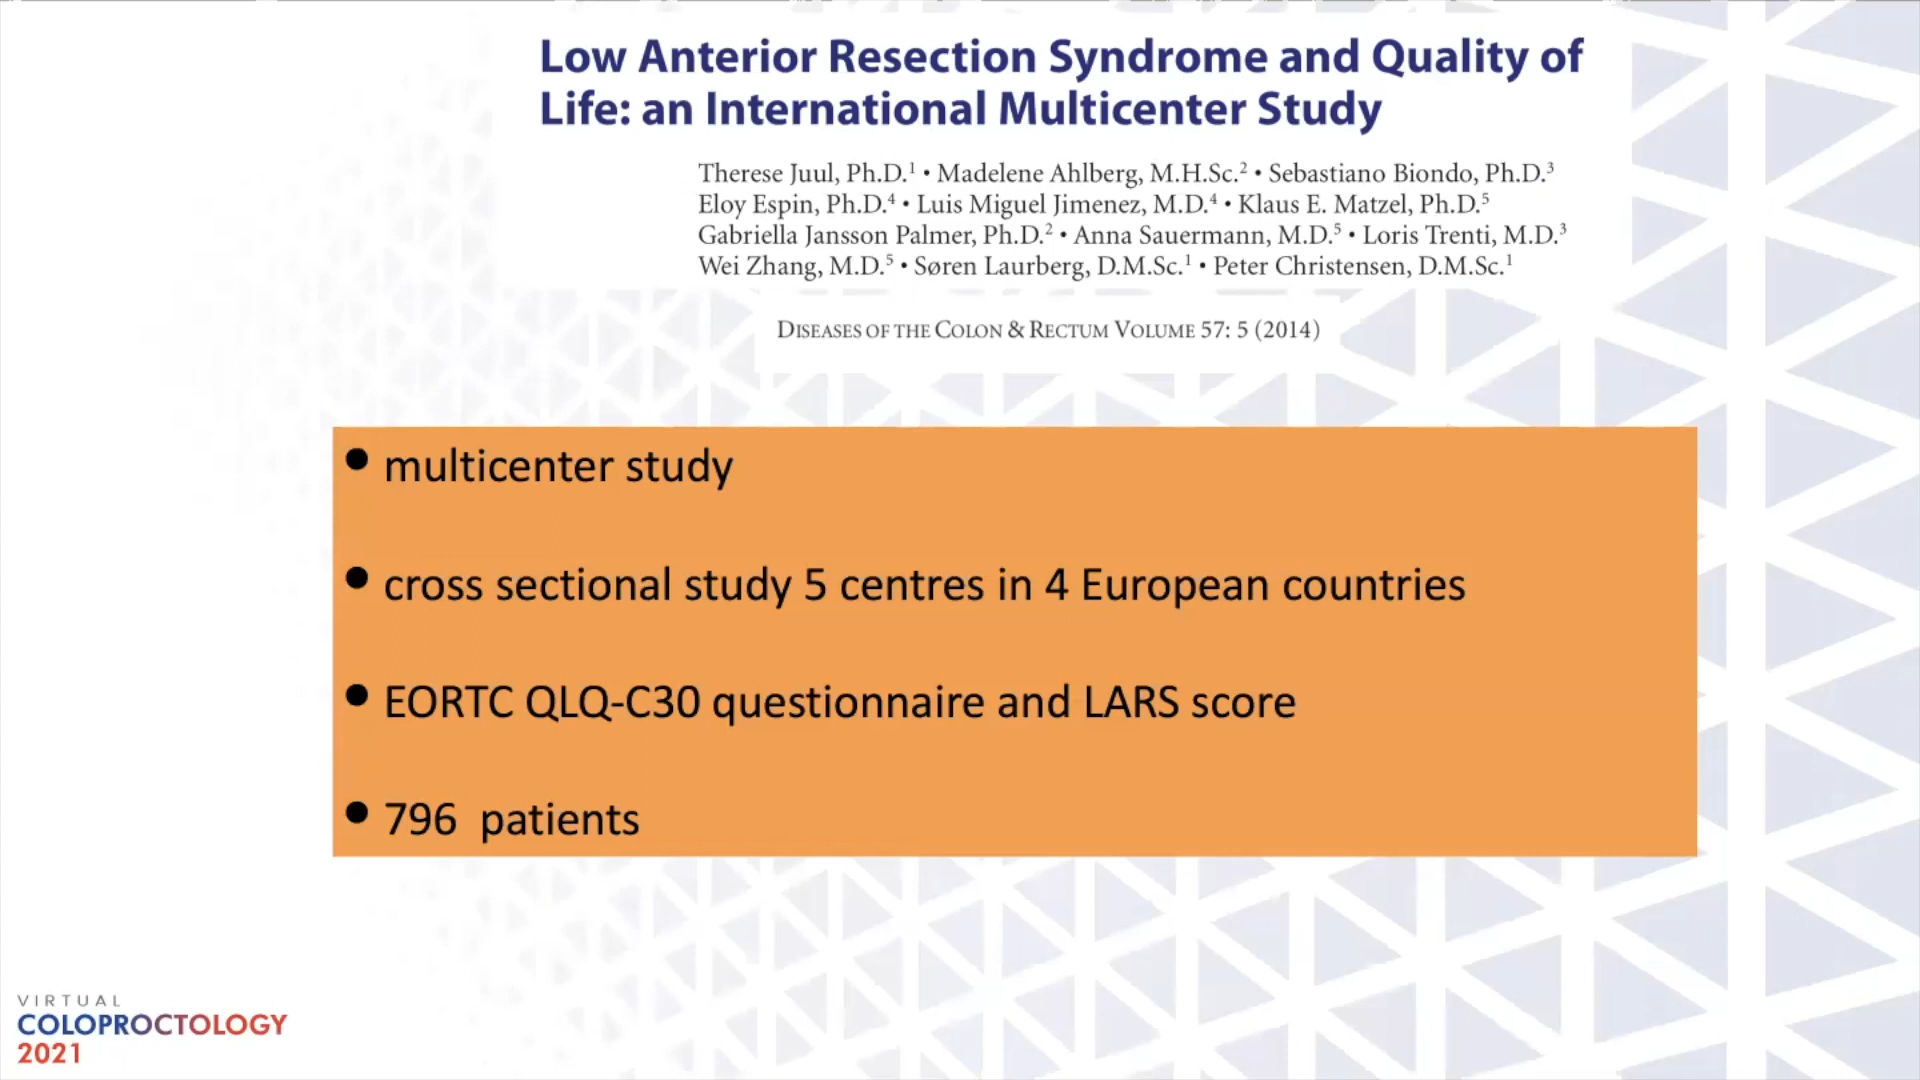 Low Anterior Resection Syndrome and Quality of
Life: an International Multicenter Study
Therese Juul, Ph.D.¹ • Madelene Ahlberg, M.H.Sc.² • Sebastiano Biondo, Ph.D.³
Eloy Espin, Ph.D.⁴ • Luis Miguel Jimenez, M.D.⁴ • Klaus E. Matzel, Ph.D.⁵
Gabriella Jansson Palmer, Ph.D.² • Anna Sauermann, M.D.⁵ • Loris Trenti, M.D.³
Wei Zhang, M.D.⁵ • Søren Laurberg, D.M.Sc.¹ • Peter Christensen, D.M.Sc.¹
DISEASES OF THE COLON & RECTUM VOLUME 57: 5 (2014)
• multicenter study
• cross sectional study 5 centres in 4 European countries
• EORTC QLQ-C30 questionnaire and LARS score
• 796 patients
VIRTUAL
COLOPROCTOLOGY
2021